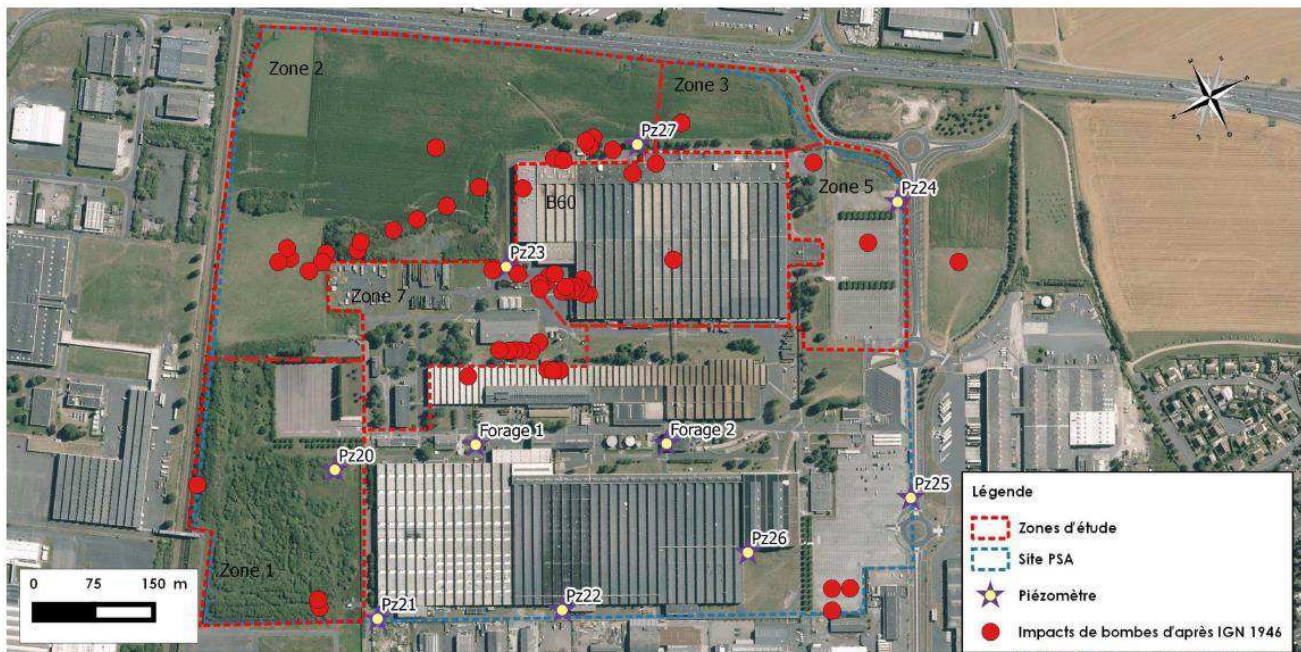 Zone 2
Zone 3
Pz27
Zone 5
Pz24
B60
Pz23
Zone 7
Forage 1
Forage 2
Pz20
Pz25
Pz26
Zone 1
Pz21
Pz22
0 75 150 m
Légende
Zones d'étude
Site PSA
Piézomètre
Impacts de bombes d'après IGN 1946